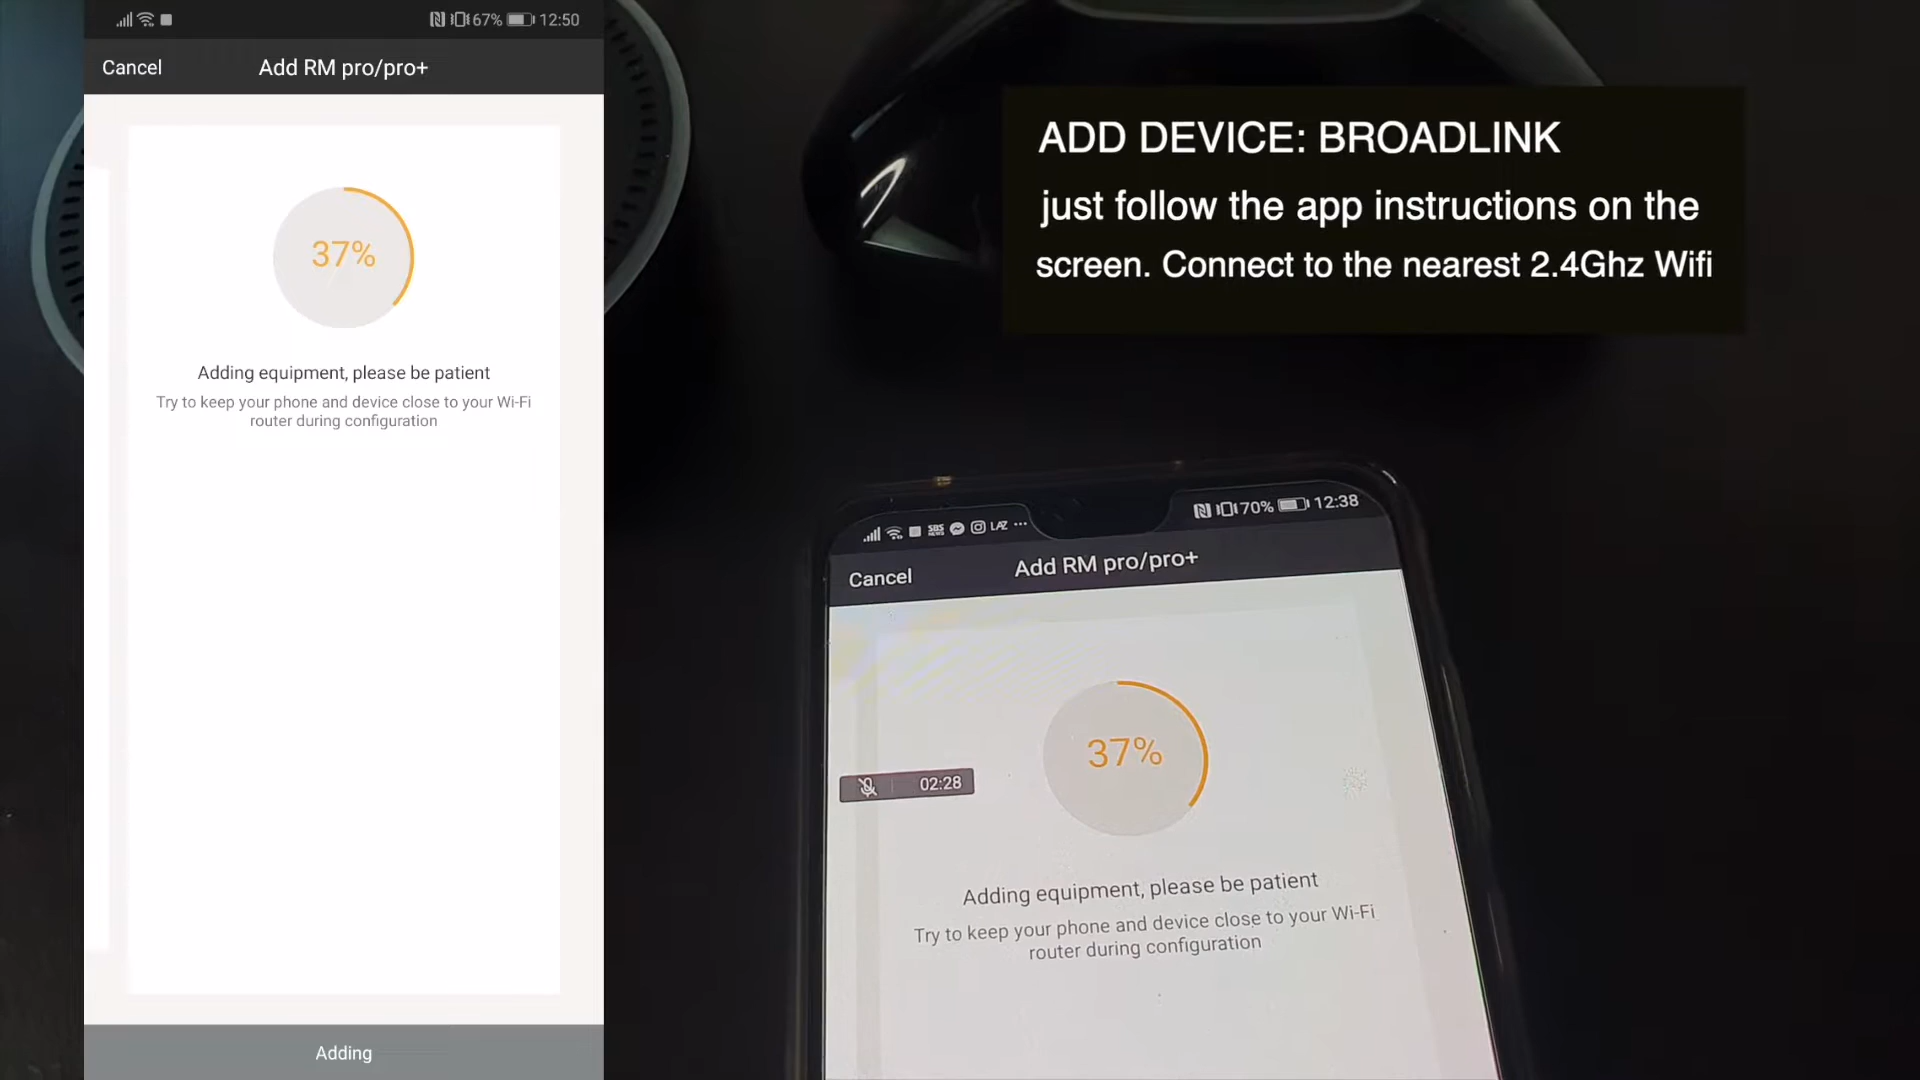 67% 12:50
Cancel Add RM pro/pro+
37%
Adding equipment, please be patient
Try to keep your phone and device close to your Wi-Fi
router during configuration
Adding
ADD DEVICE: BROADLINK
just follow the app instructions on the
screen. Connect to the nearest 2.4Ghz Wifi
SBS NEWS LAZ ... 70% 12:38
Cancel Add RM pro/pro+
37%
02:28
Adding equipment, please be patient
Try to keep your phone and device close to your Wi-Fi
router during configuration